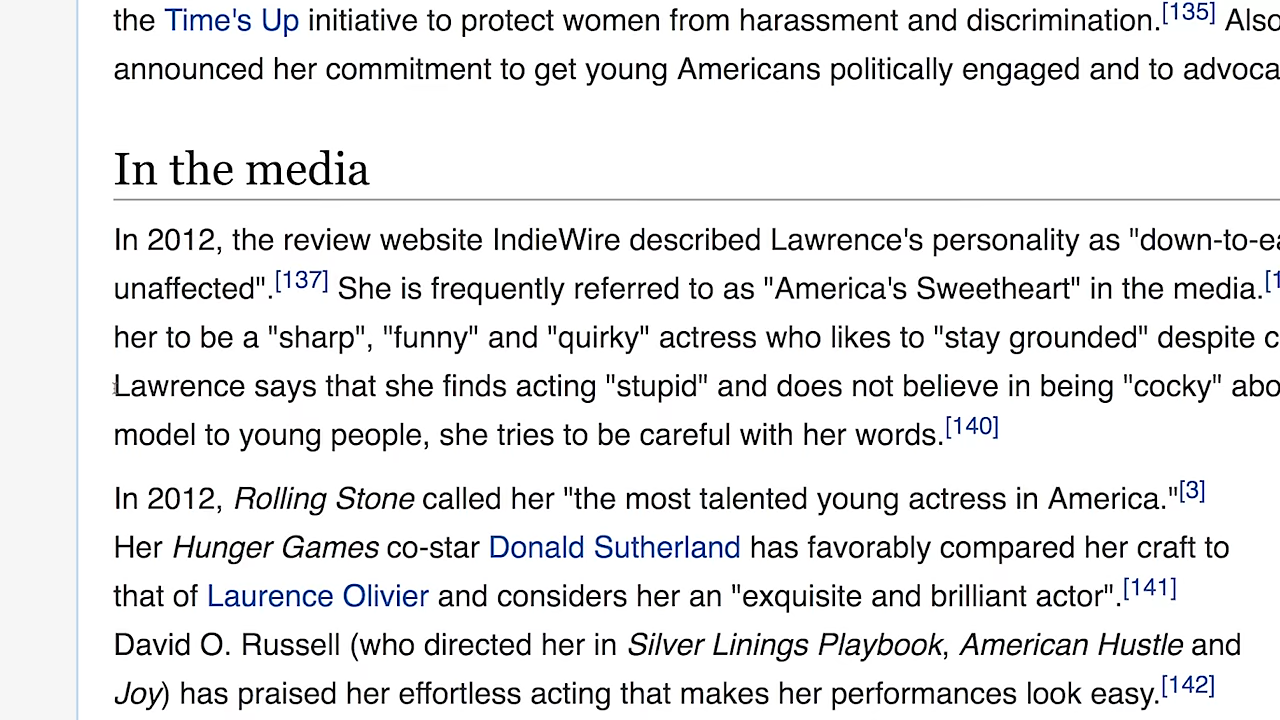 the Time's Up initiative to protect women from harassment and discrimination.[135] Also
announced her commitment to get young Americans politically engaged and to advoca
In the media
In 2012, the review website IndieWire described Lawrence's personality as "down-to-ea
unaffected".[137] She is frequently referred to as "America's Sweetheart" in the media.[1
her to be a "sharp", "funny" and "quirky" actress who likes to "stay grounded" despite c
Lawrence says that she finds acting "stupid" and does not believe in being "cocky" abo
model to young people, she tries to be careful with her words.[140]
In 2012, Rolling Stone called her "the most talented young actress in America."[3]
Her Hunger Games co-star Donald Sutherland has favorably compared her craft to
that of Laurence Olivier and considers her an "exquisite and brilliant actor".[141]
David O. Russell (who directed her in Silver Linings Playbook, American Hustle and
Joy) has praised her effortless acting that makes her performances look easy.[142]